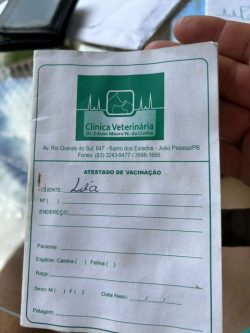 Clínica Veterinária
Dr. Edson Mauro N. da Cunha
Av. Rio Grande do Sul, 847 - Bairro dos Estados - João Pessoa/PB
Fones: (83) 3243-9477 / 3566-1666
ATESTADO DE VACINAÇÃO
CLIENTE:
Nº ( )
ENDEREÇO:
Paciente:
Espécie: Canina ( ) Felina ( )
Raça:
Sexo: M ( ) F ( ) Data Nasc: / /
Pelagem: